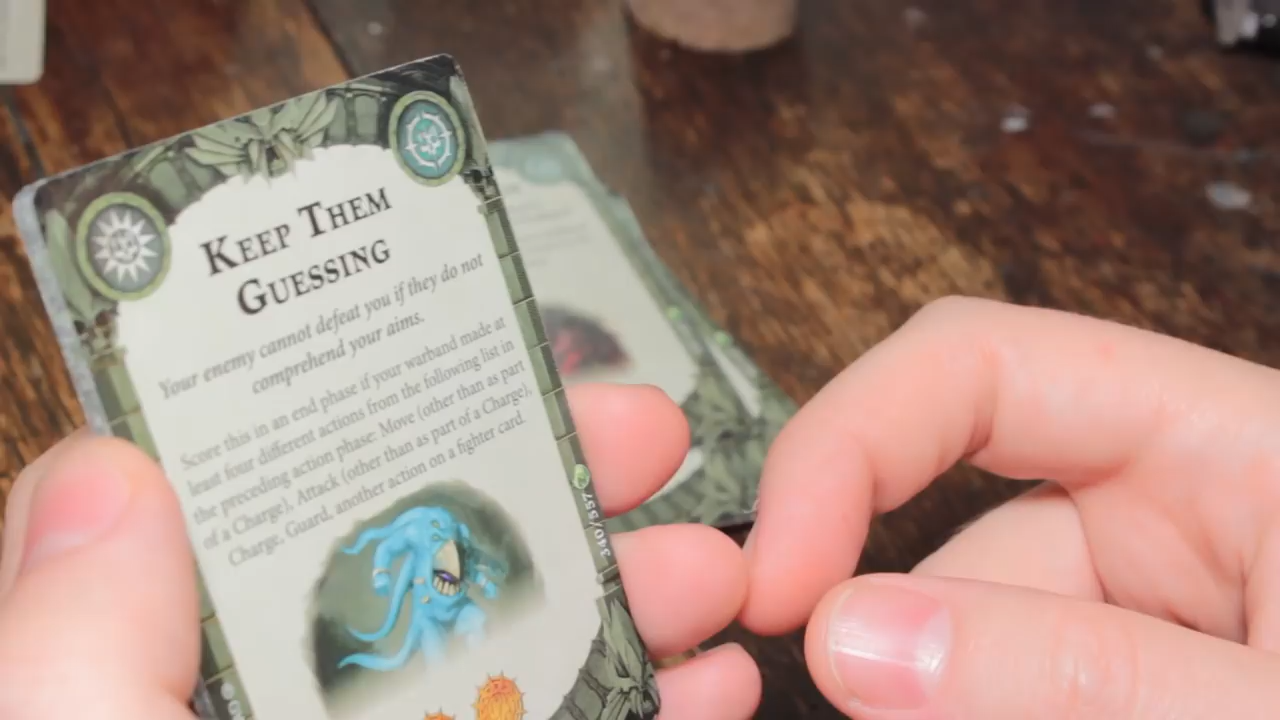 KEEP THEM
GUESSING
Your enemy cannot defeat you if they do not
comprehend your aims.
Score this in an end phase if your warband made at
least four different actions from the following list in
the preceding action phase: Move (other than as part
of a Charge), Attack (other than as part of a Charge),
Charge, Guard, another action on a fighter card.
340/557